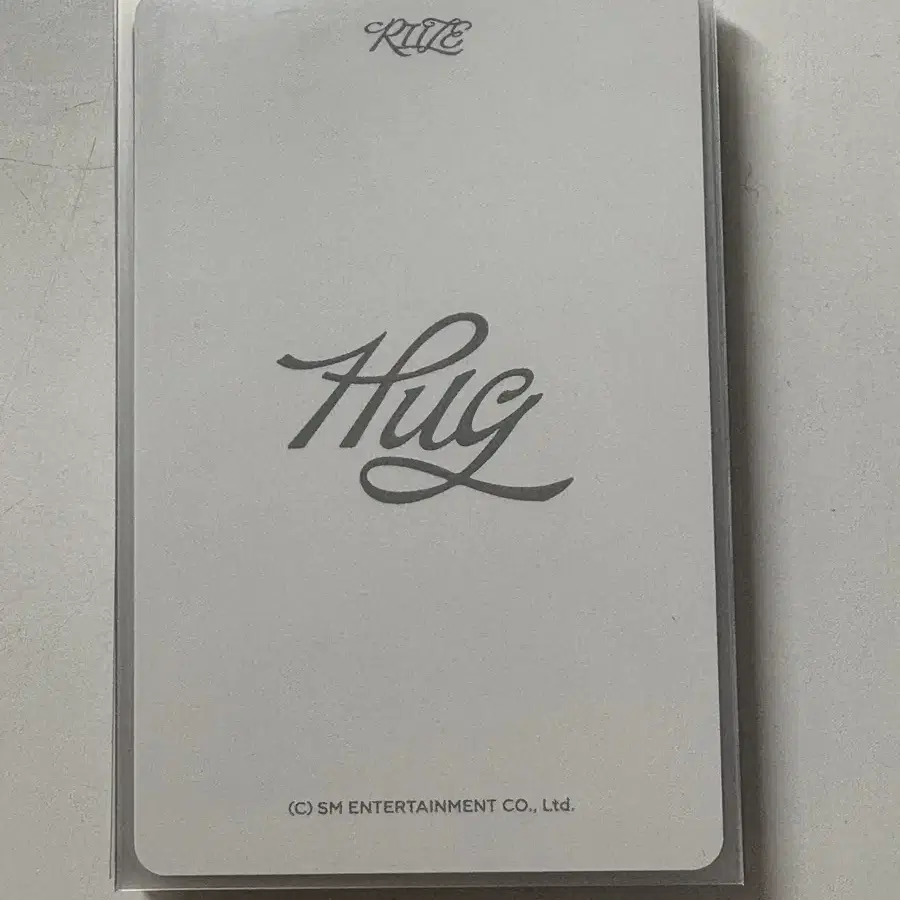 RIIZE
Hug
(C) SM ENTERTAINMENT CO., Ltd.